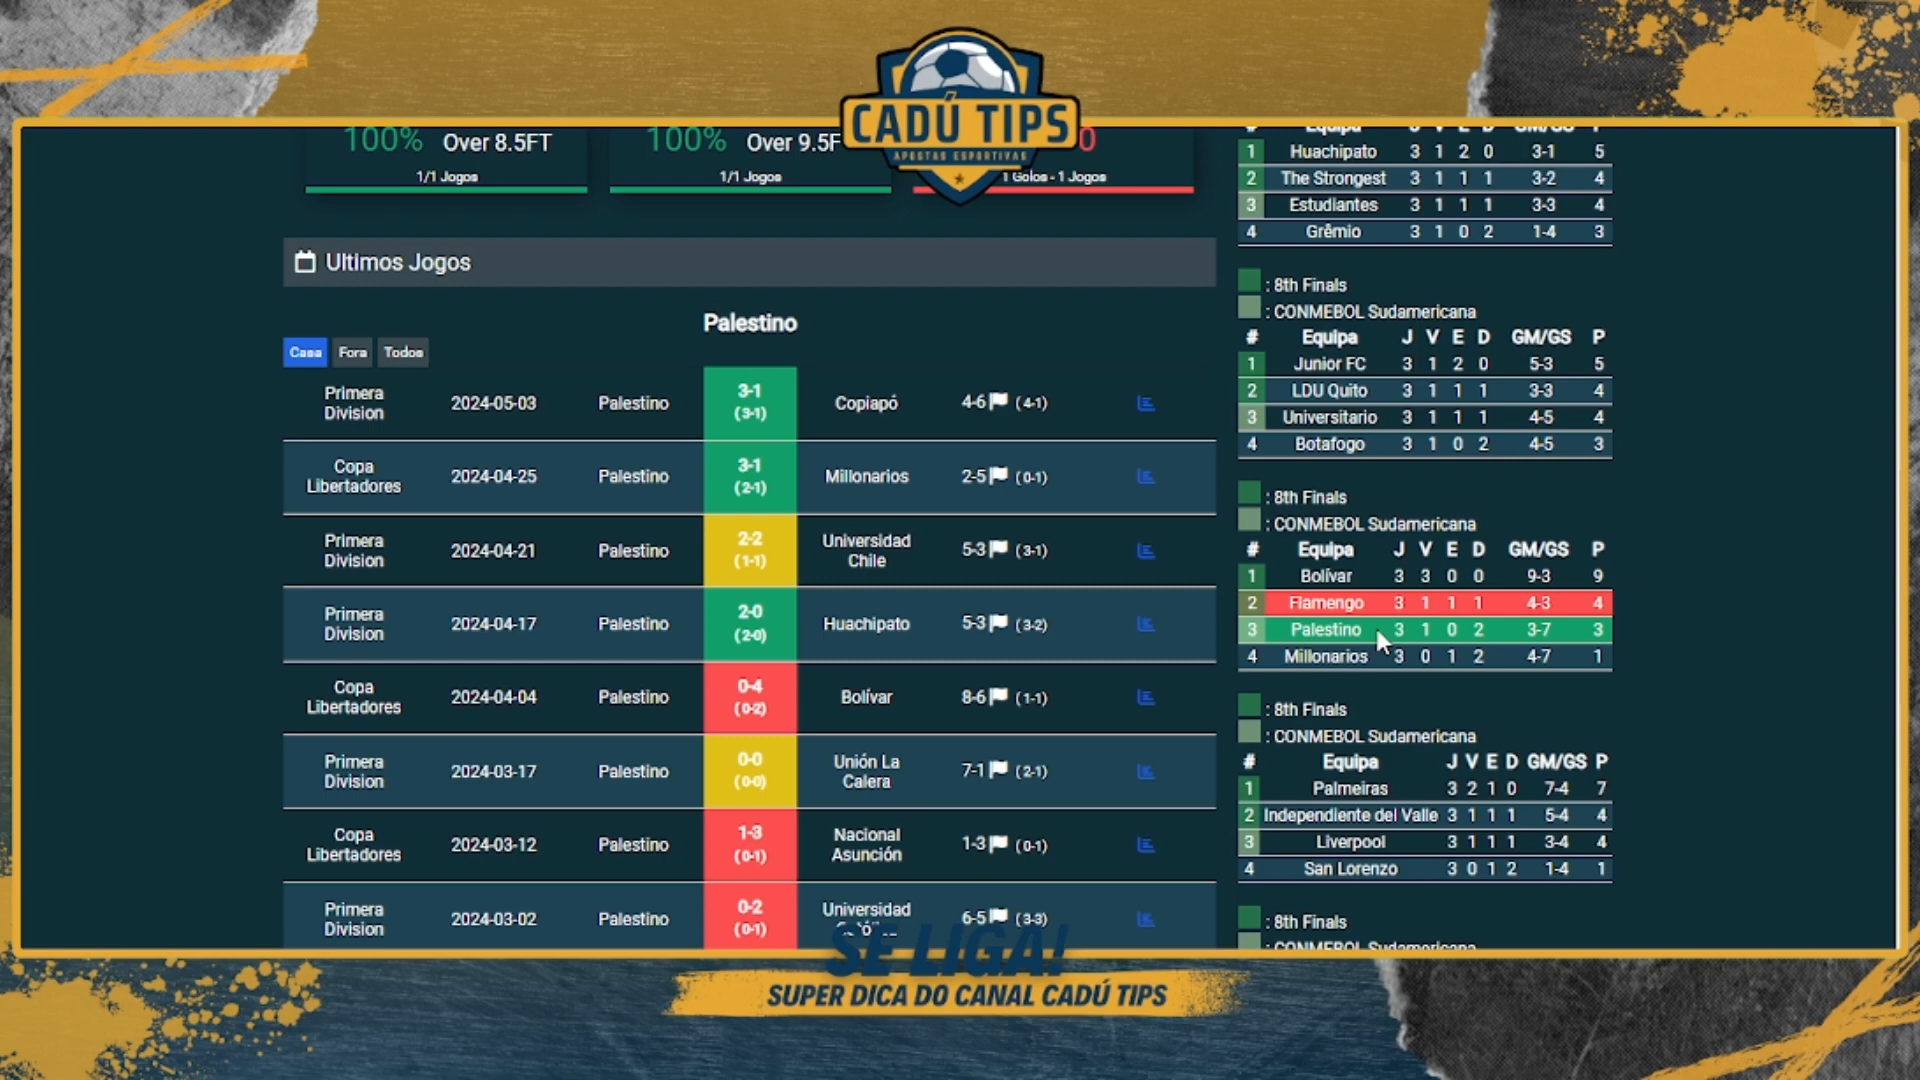 CADÚ TIPS
APOSTAS ESPORTIVAS
100% Over 8.5FT
1/1 Jogos
100% Over 9.5F
1/1 Jogos
0
1 Golos - 1 Jogos
Ultimos Jogos
Palestino
Casa Fora Todos
Primera Division 2024-05-03 Palestino 3-1 (3-1) Copiapó 4-6 (4-1)
Copa Libertadores 2024-04-25 Palestino 3-1 (2-1) Millonarios 2-5 (0-1)
Primera Division 2024-04-21 Palestino 2-2 (1-1) Universidad Chile 5-3 (3-1)
Primera Division 2024-04-17 Palestino 2-0 (2-0) Huachipato 5-3 (3-2)
Copa Libertadores 2024-04-04 Palestino 0-4 (0-2) Bolívar 8-6 (1-1)
Primera Division 2024-03-17 Palestino 0-0 (0-0) Unión La Calera 7-1 (2-1)
Copa Libertadores 2024-03-12 Palestino 1-3 (0-1) Nacional Asunción 1-3 (0-1)
Primera Division 2024-03-02 Palestino 0-2 (0-1) Universidad 6-5 (3-3)
# Equipa J V E D GM/GS P
1 Huachipato 3 1 2 0 3-1 5
2 The Strongest 3 1 1 1 3-2 4
3 Estudiantes 3 1 1 1 3-3 4
4 Grêmio 3 1 0 2 1-4 3
: 8th Finals
: CONMEBOL Sudamericana
# Equipa J V E D GM/GS P
1 Junior FC 3 1 2 0 5-3 5
2 LDU Quito 3 1 1 1 3-3 4
3 Universitario 3 1 1 1 4-5 4
4 Botafogo 3 1 0 2 4-5 3
: 8th Finals
: CONMEBOL Sudamericana
# Equipa J V E D GM/GS P
1 Bolívar 3 3 0 0 9-3 9
2 Flamengo 3 1 1 1 4-3 4
3 Palestino 3 1 0 2 3-7 3
4 Millonarios 3 0 1 2 4-7 1
: 8th Finals
: CONMEBOL Sudamericana
# Equipa J V E D GM/GS P
1 Palmeiras 3 2 1 0 7-4 7
2 Independiente del Valle 3 1 1 1 5-4 4
3 Liverpool 3 1 1 1 3-4 4
4 San Lorenzo 3 0 1 2 1-4 1
: 8th Finals
: CONMEBOL Sudamericana
SE LIGA!
SUPER DICA DO CANAL CADÚ TIPS